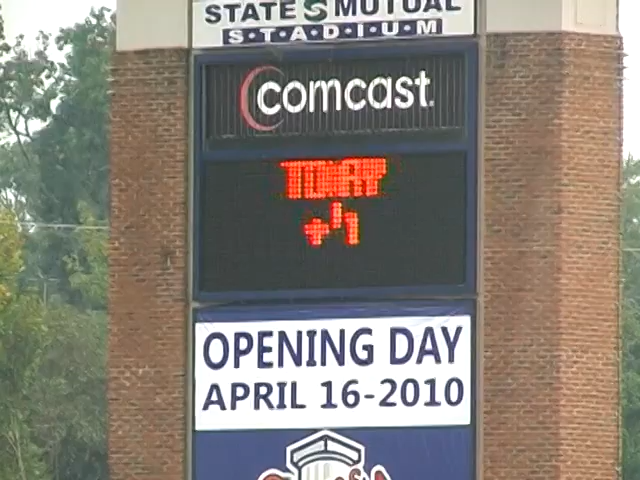 STATE MUTUAL
STADIUM
comcast.
OPENING DAY
APRIL 16-2010